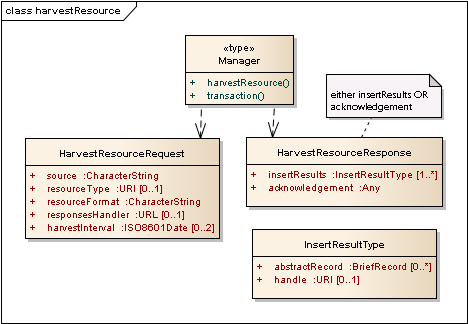 class harvestResource
«type»
Manager
+ harvestResource()
+ transaction()
either insertResults OR
acknowledgement
HarvestResourceRequest
+ source :CharacterString
+ resourceType :URI [0..1]
+ resourceFormat :CharacterString
+ responsesHandler :URL [0..1]
+ harvestInterval :ISO8601Date [0..2]
HarvestResourceResponse
+ insertResults :InsertResultType [1..*]
+ acknowledgement :Any
InsertResultType
+ abstractRecord :BriefRecord [0..*]
+ handle :URI [0..1]